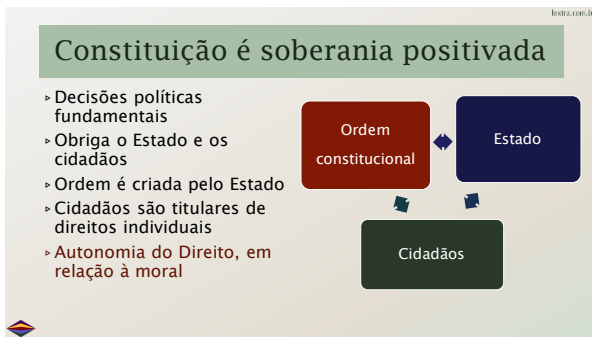 lextra.com.b
Constituição é soberania positivada
Decisões políticas
fundamentais
Obriga o Estado e os
cidadãos
Ordem é criada pelo Estado
Cidadãos são titulares de
direitos individuais
Autonomia do Direito, em
relação à moral
Ordem
constitucional
Estado
Cidadãos